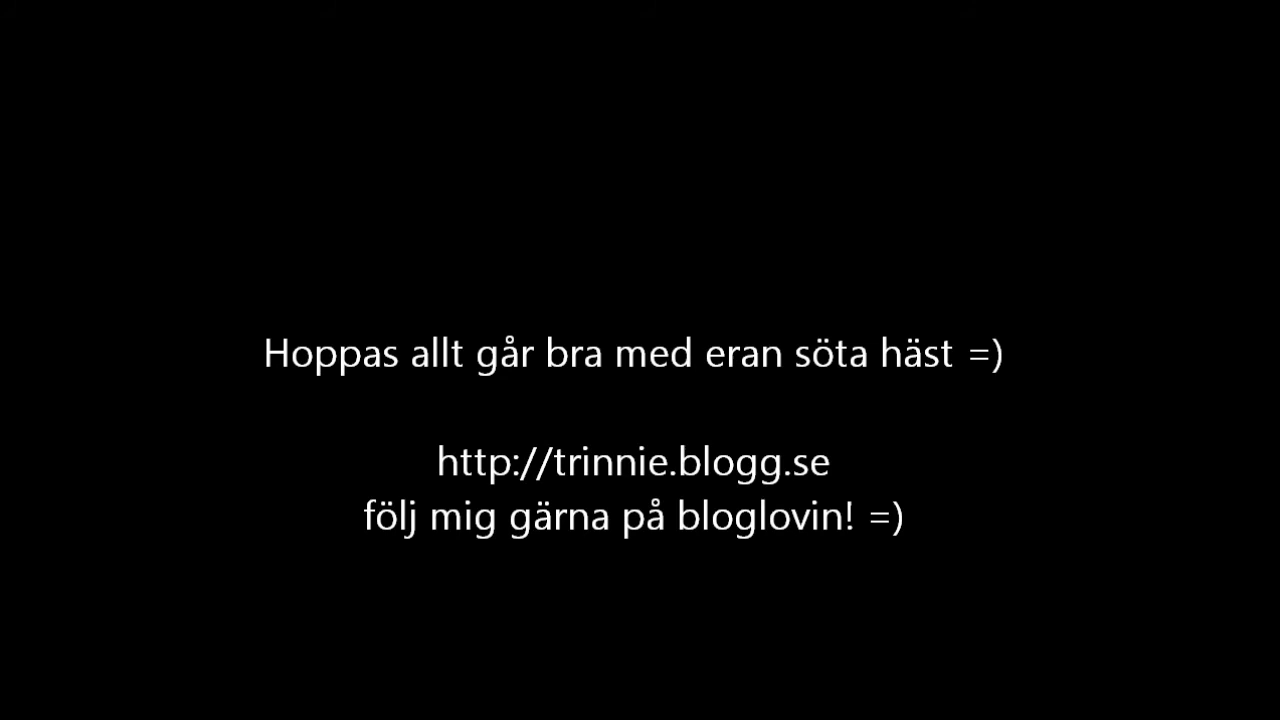 Hoppas allt går bra med eran söta häst =)
http://trinnie.blogg.se
följ mig gärna på bloglovin! =)